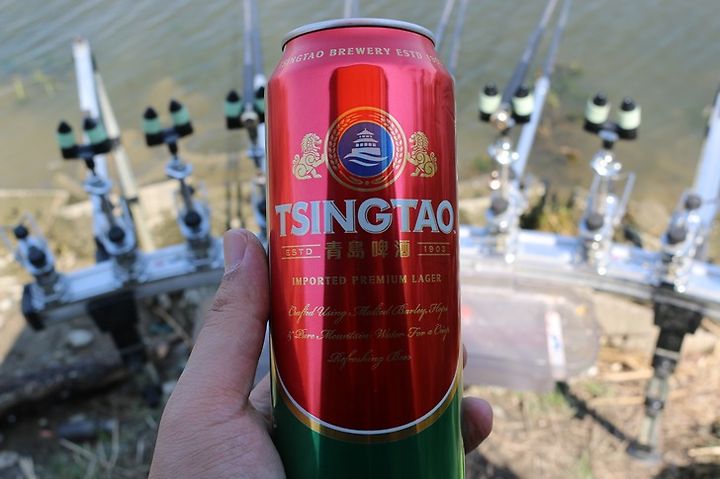 TSINGTAO BREWERY ESTD
TSINGTAO
ESTD 青島啤酒 1903
IMPORTED PREMIUM LAGER
Crafted Using Malted Barley, Hops
& Pure Mountain Water For a Crisp
Refreshing Beer